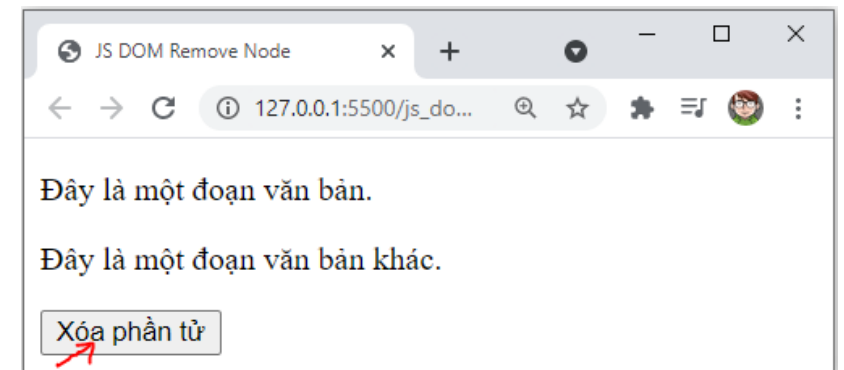 JS DOM Remove Node
127.0.0.1:5500/js_do...
Đây là một đoạn văn bản.
Đây là một đoạn văn bản khác.
Xóa phần tử